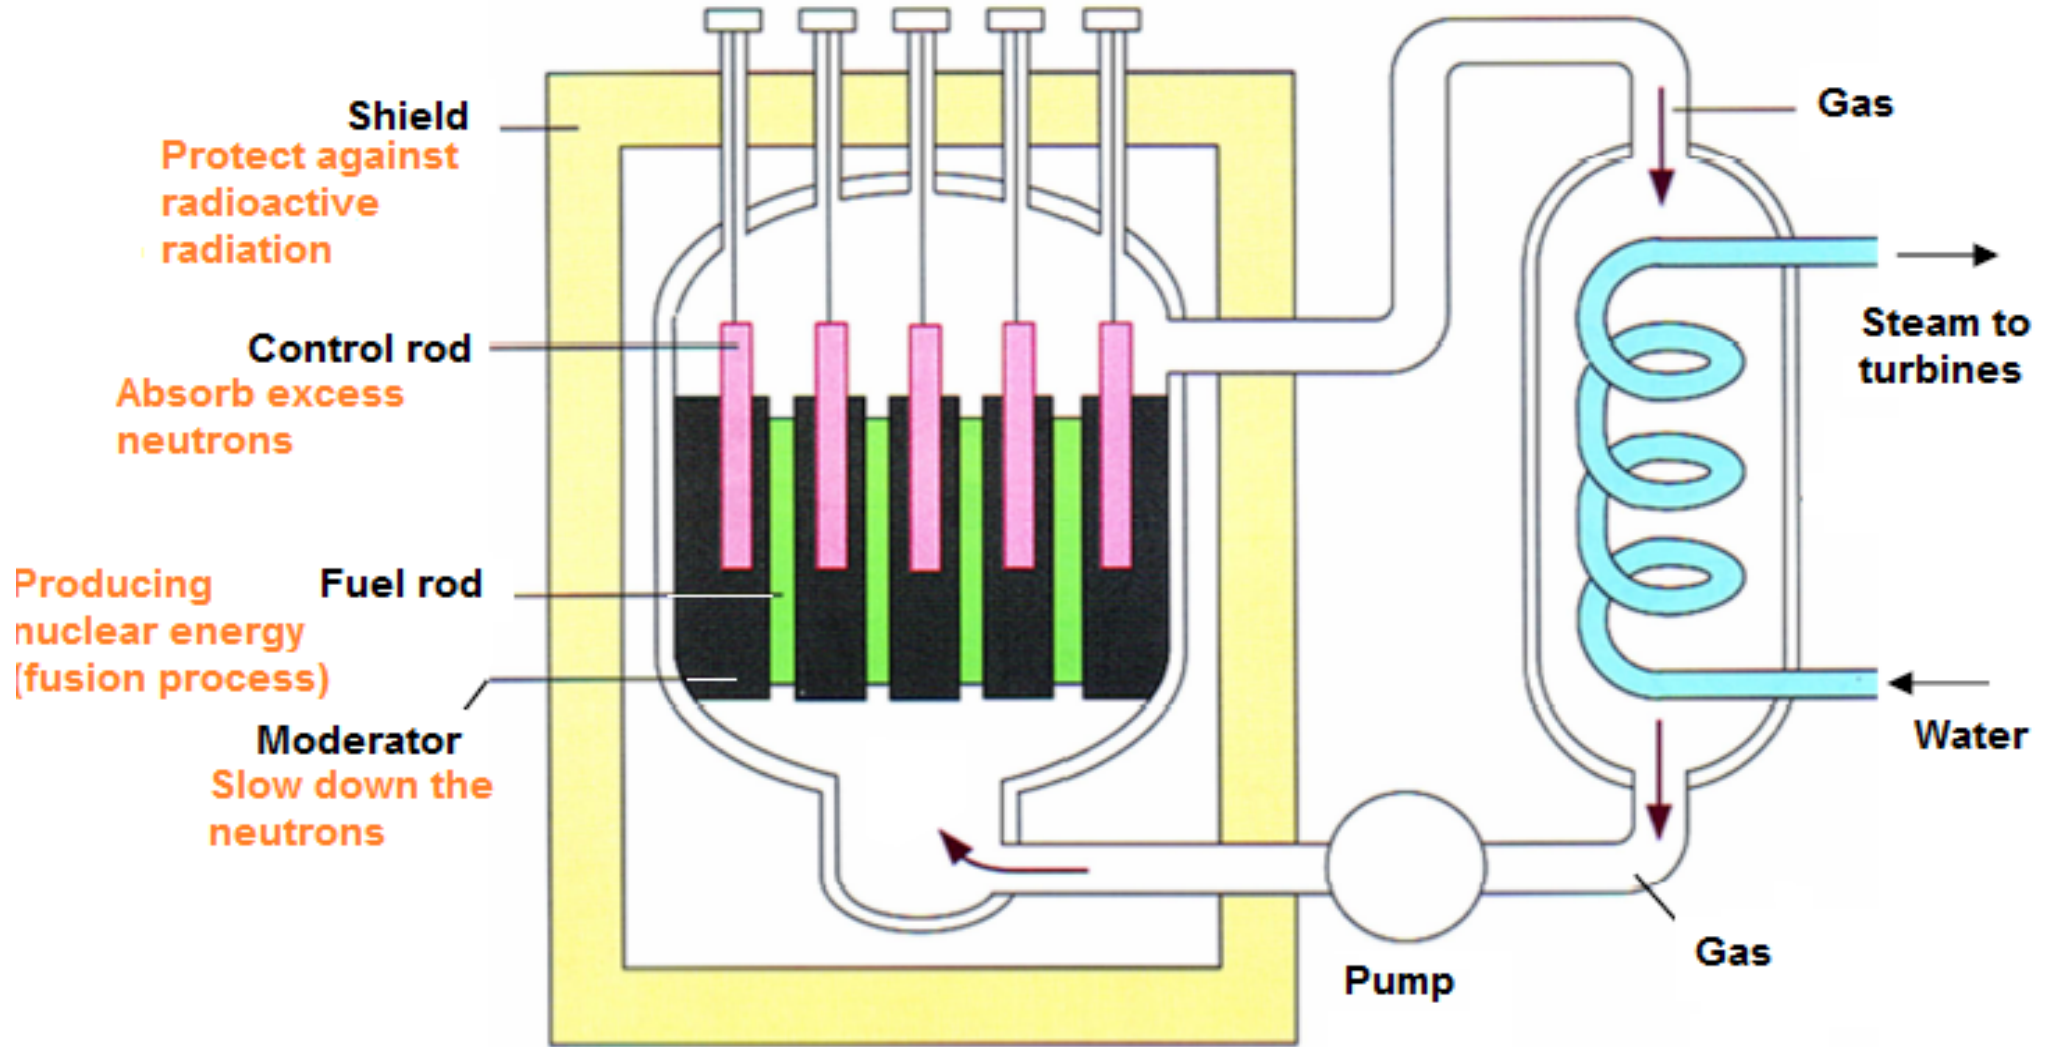 Shield
Protect against
radioactive
radiation
Control rod
Absorb excess
neutrons
Fuel rod
Producing
nuclear energy
(fusion process)
Moderator
Slow down the
neutrons
Gas
Steam to
turbines
Water
Gas
Pump